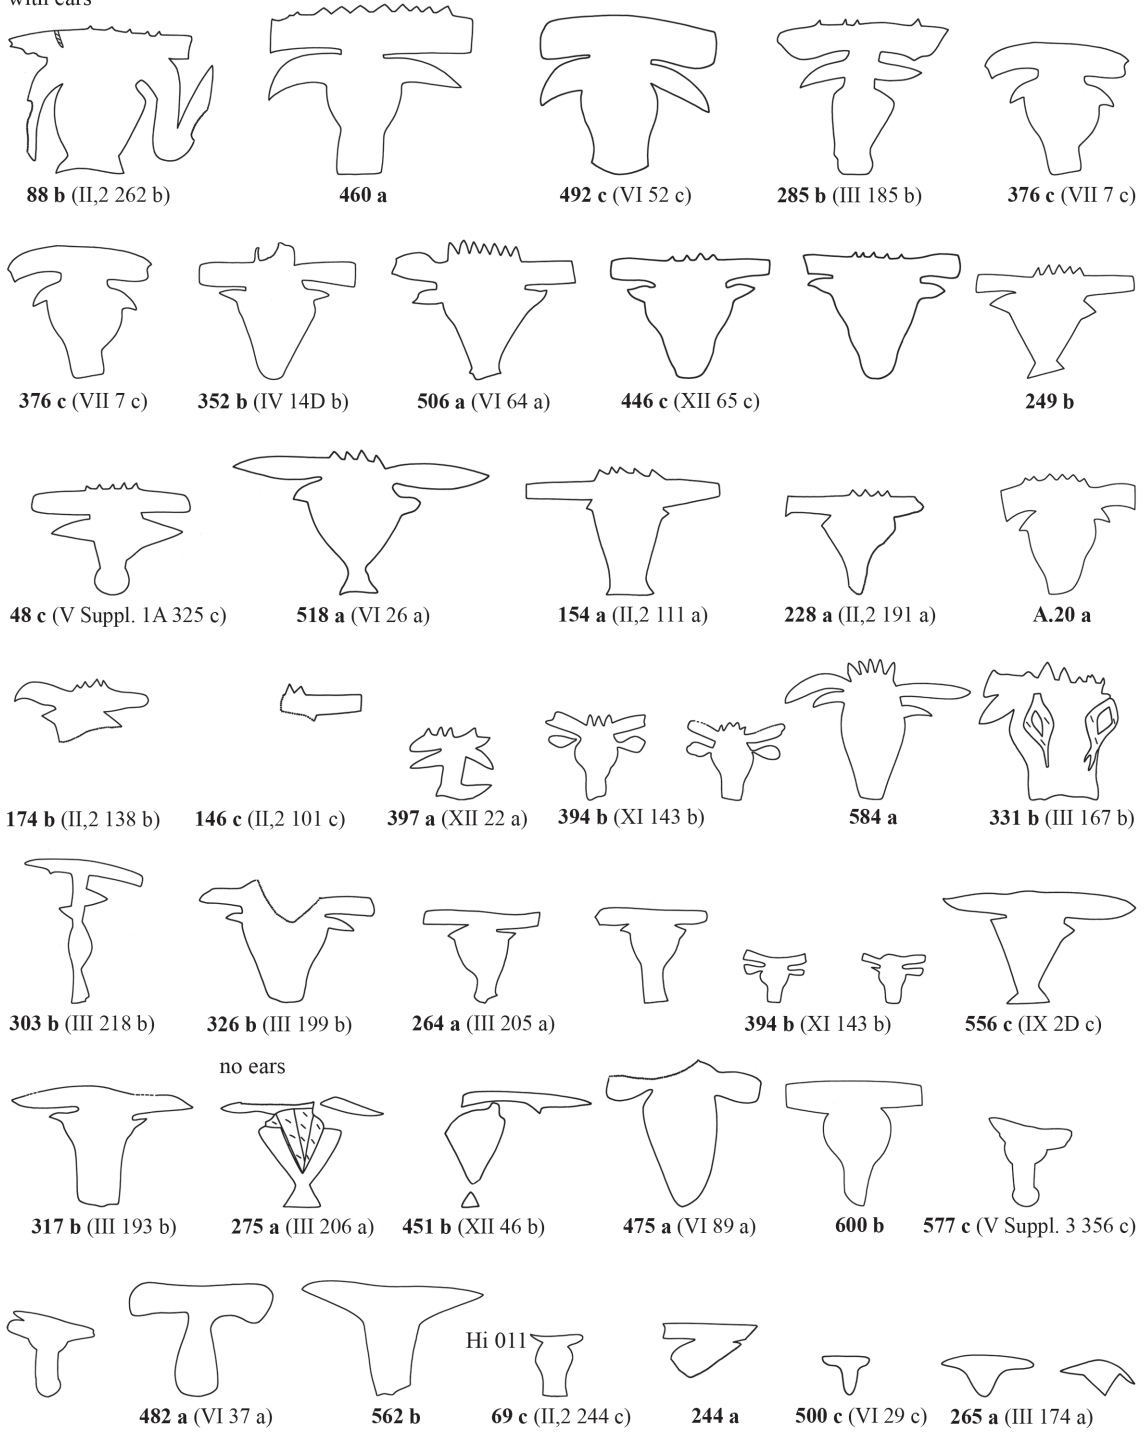 with ears
88 b (II,2 262 b) 460 a 492 c (VI 52 c) 285 b (III 185 b) 376 c (VII 7 c)
376 c (VII 7 c) 352 b (IV 14D b) 506 a (VI 64 a) 446 c (XII 65 c) 249 b
48 c (V Suppl. 1A 325 c) 518 a (VI 26 a) 154 a (II,2 111 a) 228 a (II,2 191 a) A.20 a
174 b (II,2 138 b) 146 c (II,2 101 c) 397 a (XII 22 a) 394 b (XI 143 b) 584 a 331 b (III 167 b)
303 b (III 218 b) 326 b (III 199 b) 264 a (III 205 a) 394 b (XI 143 b) 556 c (IX 2D c)
no ears
317 b (III 193 b) 275 a (III 206 a) 451 b (XII 46 b) 475 a (VI 89 a) 600 b 577 c (V Suppl. 3 356 c)
Hi 011
482 a (VI 37 a) 562 b 69 c (II,2 244 c) 244 a 500 c (VI 29 c) 265 a (III 174 a)